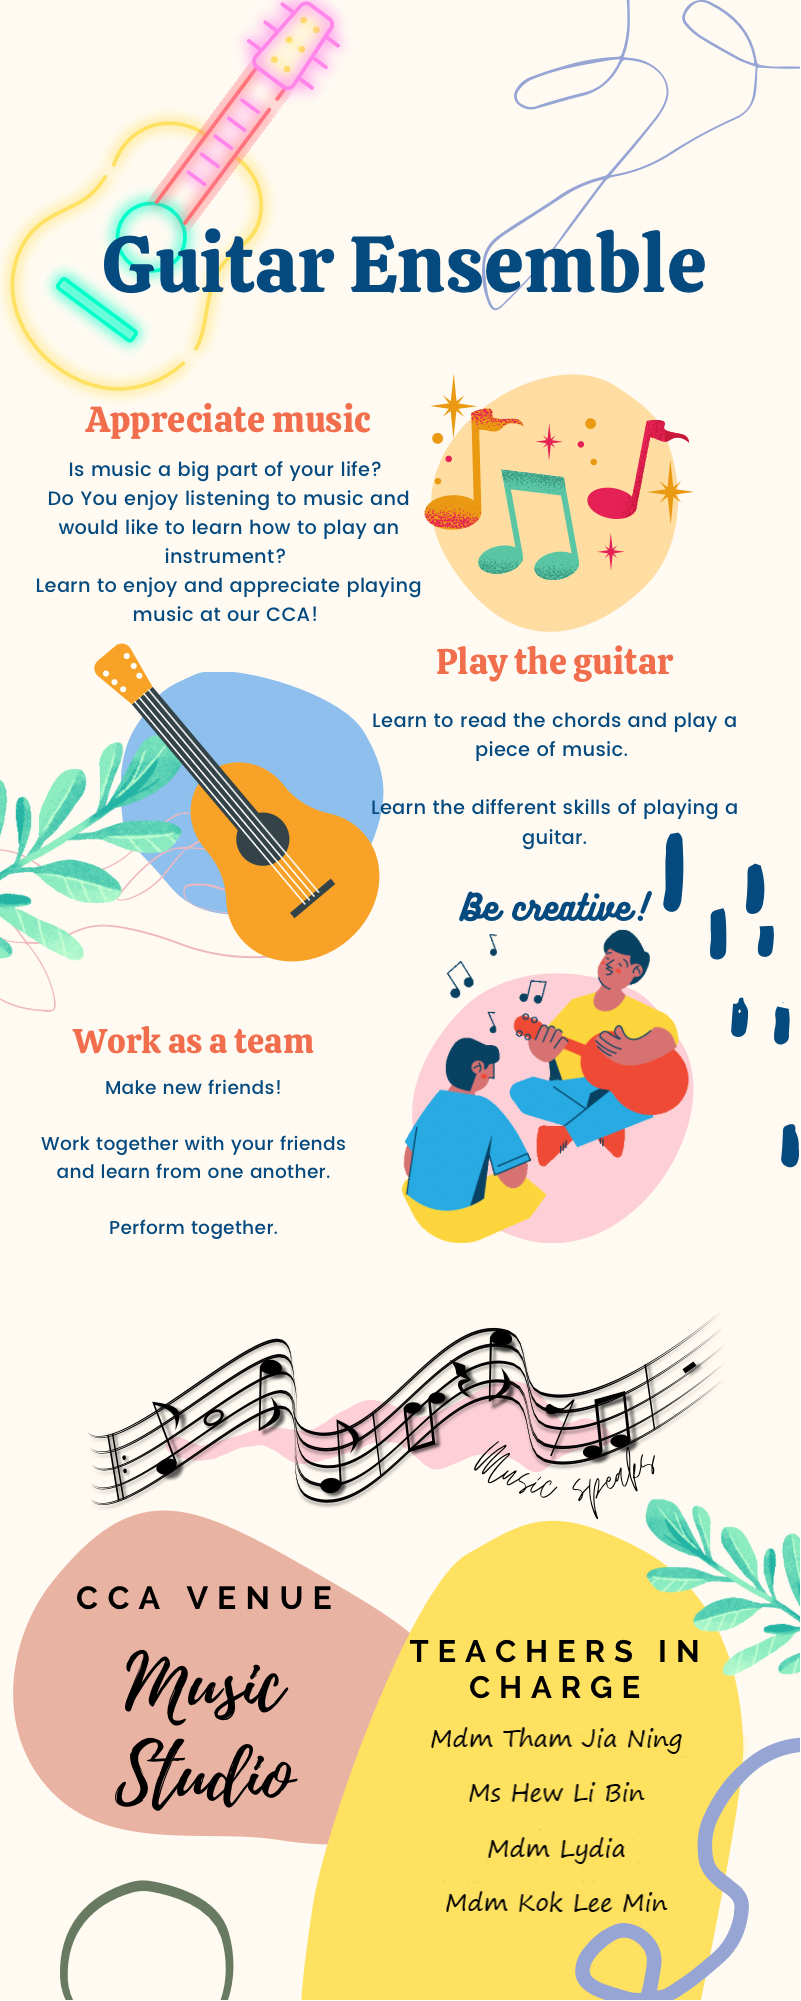 Guitar Ensemble
Appreciate music
Is music a big part of your life?
Do You enjoy listening to music and
would like to learn how to play an
instrument?
Learn to enjoy and appreciate playing
music at our CCA!
Play the guitar
Learn to read the chords and play a
piece of music.
Learn the different skills of playing a
guitar.
Be creative!
Work as a team
Make new friends!
Work together with your friends
and learn from one another.
Perform together.
Music speaks
CCA VENUE
Music
Studio
TEACHERS IN
CHARGE
Mdm Tham Jia Ning
Ms Hew Li Bin
Mdm Lydia
Mdm Kok Lee Min